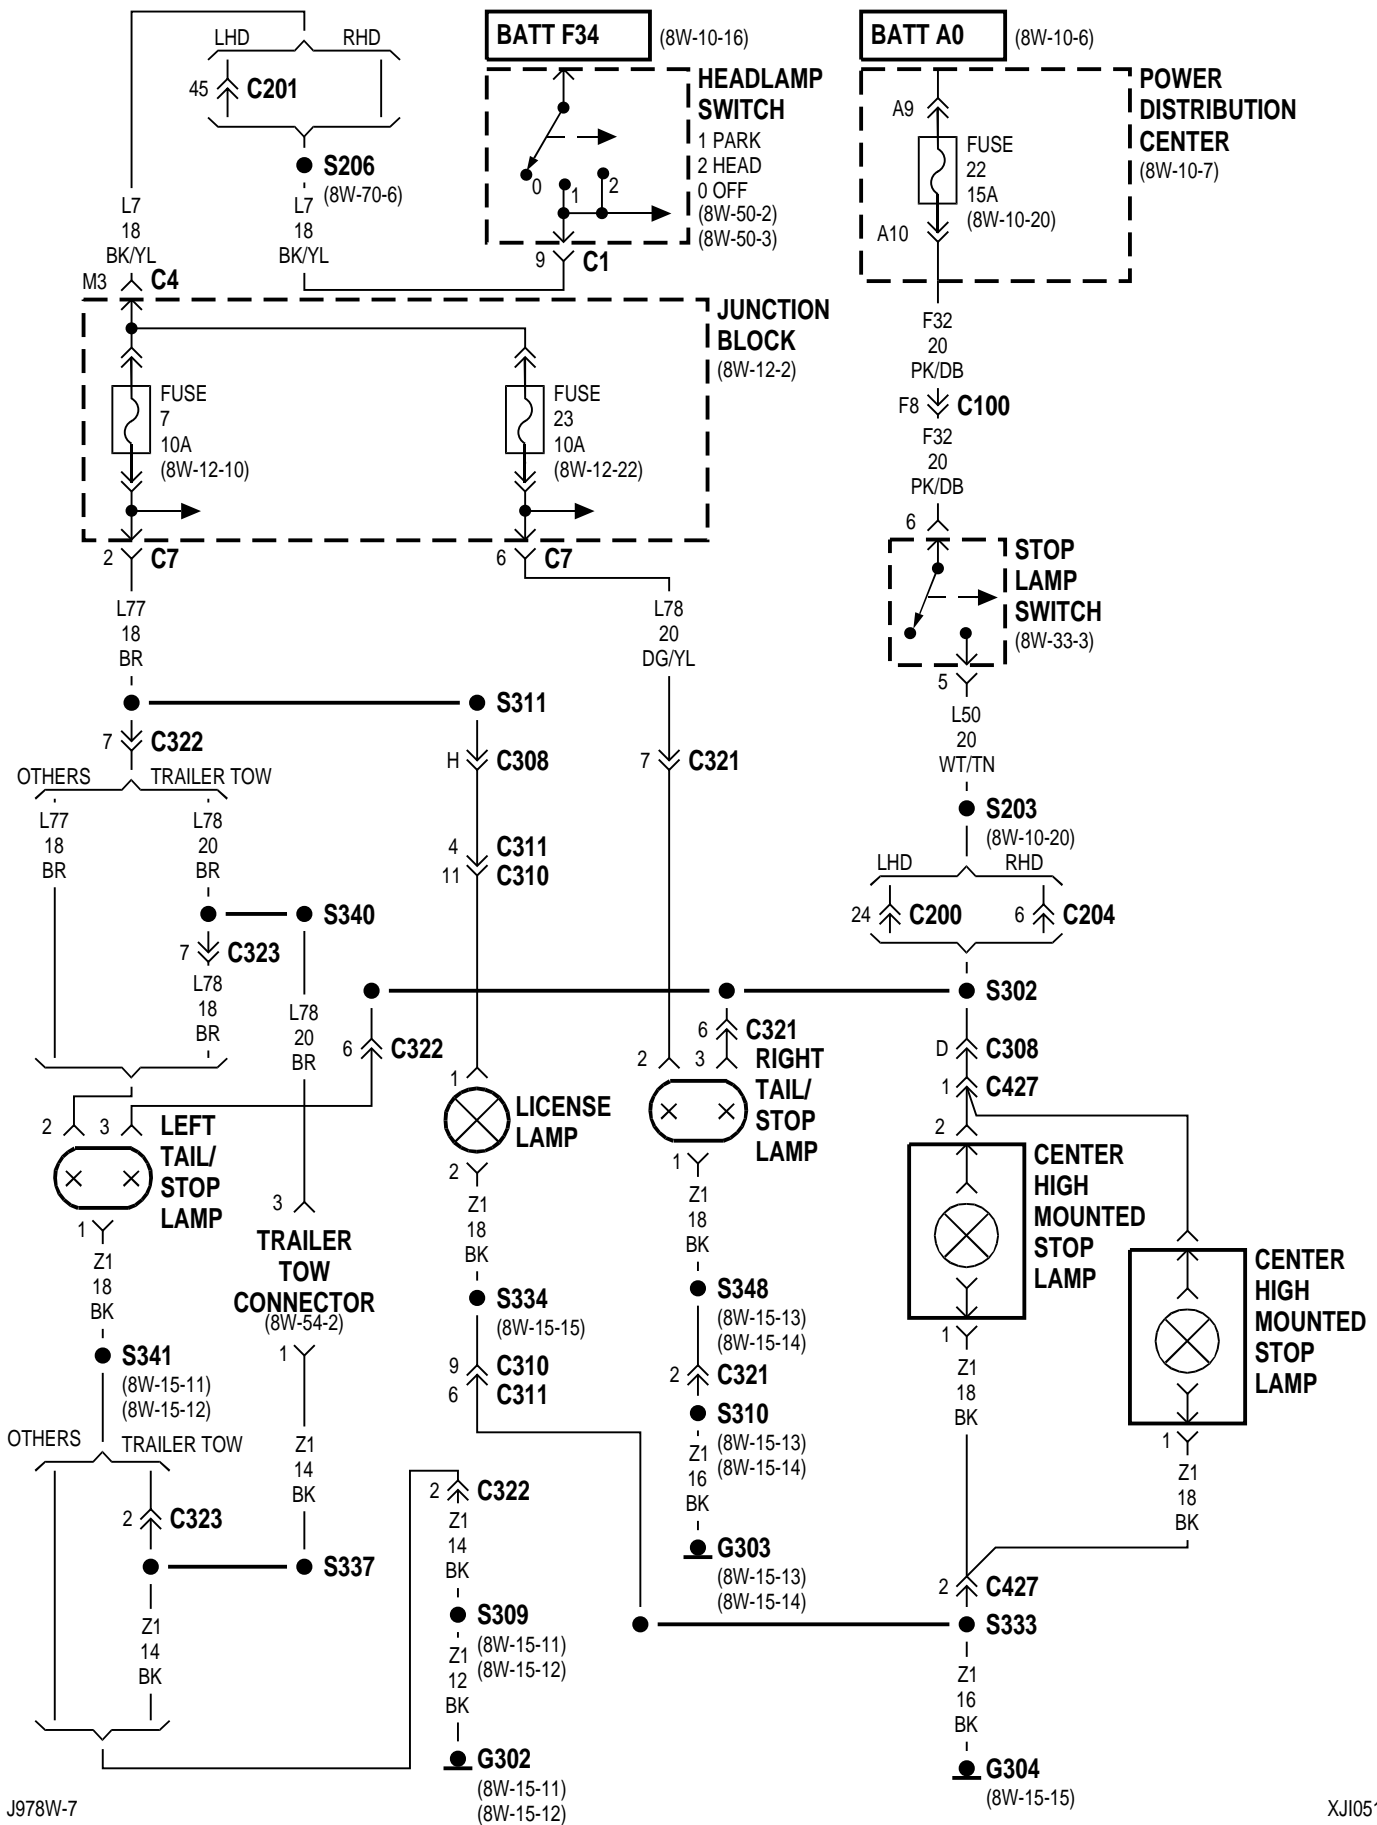 LHD
RHD
45
C201
S206
(8W-70-6)
L7
18
BK/YL
L7
18
BK/YL
M3
C4
BATT F34
(8W-10-16)
HEADLAMP
SWITCH
1 PARK
2 HEAD
0 OFF
(8W-50-2)
(8W-50-3)
0
1
2
9
C1
BATT A0
(8W-10-6)
POWER
DISTRIBUTION
CENTER
(8W-10-7)
A9
FUSE
22
15A
(8W-10-20)
A10
F32
20
PK/DB
F8
C100
F32
20
PK/DB
6
JUNCTION
BLOCK
(8W-12-2)
FUSE
7
10A
(8W-12-10)
FUSE
23
10A
(8W-12-22)
2
C7
6
C7
STOP
LAMP
SWITCH
(8W-33-3)
5
L77
18
BR
L78
20
DG/YL
L50
20
WT/TN
S311
7
C322
H
C308
7
C321
S203
(8W-10-20)
OTHERS
TRAILER TOW
L77
18
BR
L78
20
BR
4
C311
11
C310
LHD
RHD
24
C200
6
C204
S340
7
C323
L78
18
BR
L78
20
BR
6
C322
S302
6
C321
D
C308
1
C427
2
3
LEFT
TAIL/
STOP
LAMP
1
1
LICENSE
LAMP
2
2
3
RIGHT
TAIL/
STOP
LAMP
1
2
CENTER
HIGH
MOUNTED
STOP
LAMP
1
CENTER
HIGH
MOUNTED
STOP
LAMP
1
3
TRAILER
TOW
CONNECTOR
(8W-54-2)
1
Z1
18
BK
S341
(8W-15-11)
(8W-15-12)
Z1
18
BK
S334
(8W-15-15)
9
C310
6
C311
Z1
18
BK
S348
(8W-15-13)
(8W-15-14)
2
C321
S310
(8W-15-13)
(8W-15-14)
Z1
16
BK
G303
(8W-15-13)
(8W-15-14)
Z1
18
BK
Z1
18
BK
OTHERS
TRAILER TOW
2
C323
Z1
14
BK
S337
Z1
14
BK
2
C322
Z1
14
BK
S309
(8W-15-11)
(8W-15-12)
Z1
12
BK
G302
(8W-15-11)
(8W-15-12)
2
C427
S333
Z1
16
BK
G304
(8W-15-15)
J978W-7
XJI051